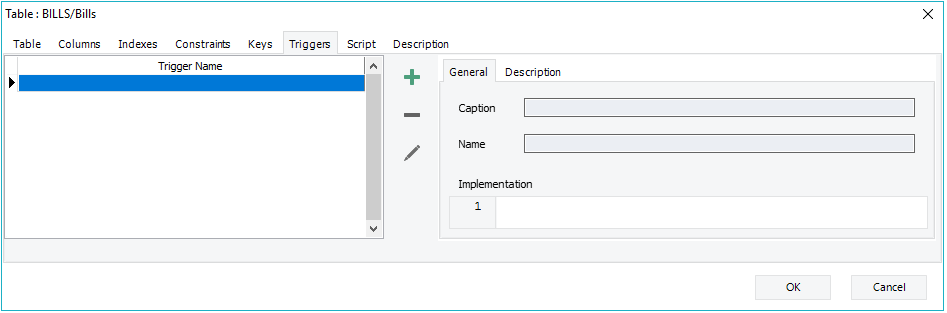 Table : BILLS/Bills
Table Columns Indexes Constraints Keys Triggers Script Description
Trigger Name
General Description
Caption
Name
Implementation
1
OK Cancel